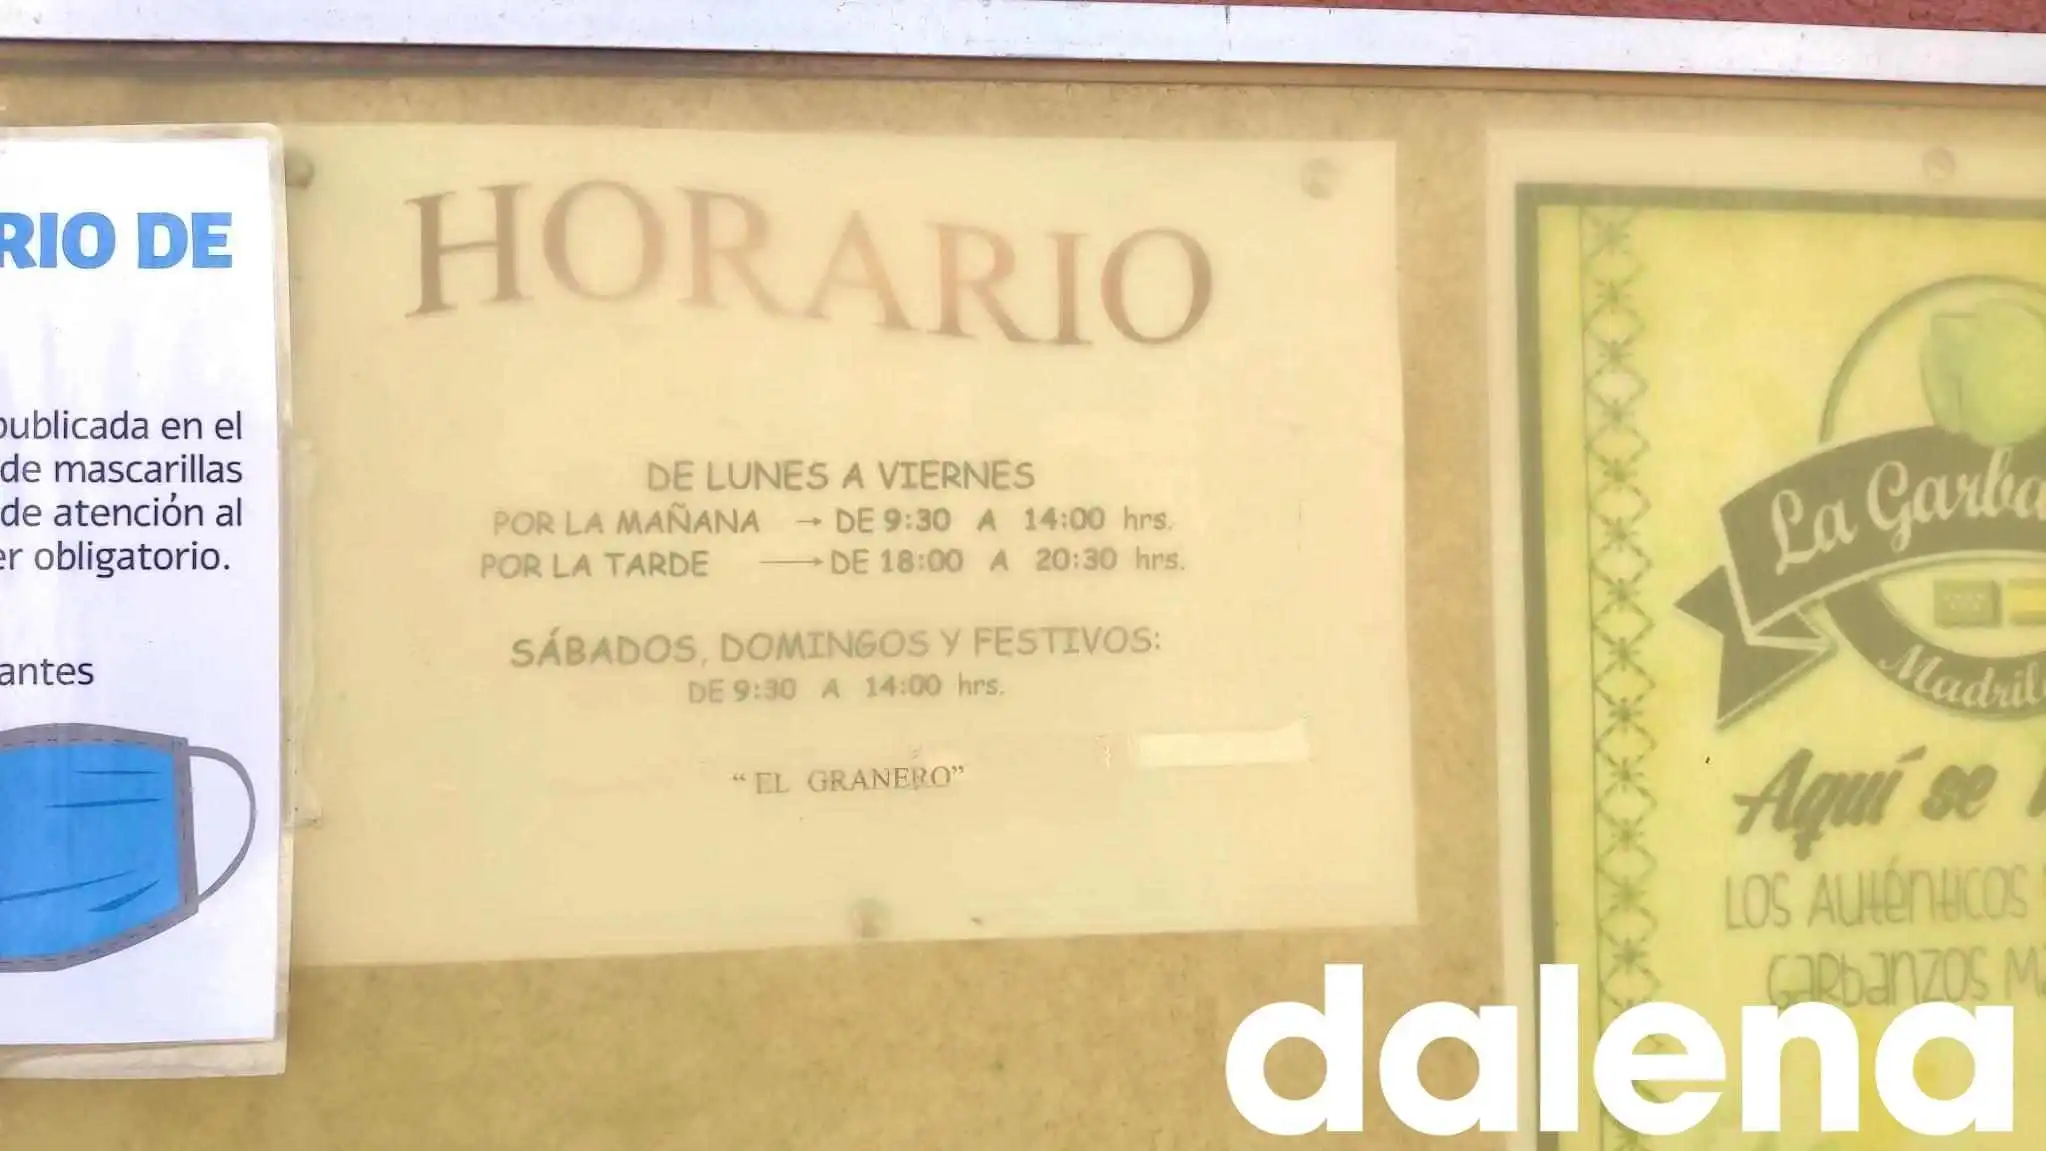 RIO DE
publicada en el
de mascarillas
de atención al
er obligatorio.
antes
HORARIO
DE LUNES A VIERNES
POR LA MAÑANA → DE 9:30 A 14:00 hrs.
POR LA TARDE → DE 18:00 A 20:30 hrs.
SÁBADOS, DOMINGOS Y FESTIVOS:
DE 9:30 A 14:00 hrs.
“EL GRANERO”
La Garba
Madril
Aquí se
LOS AUTÉNTICOS
GARBANZOS MA
dalena